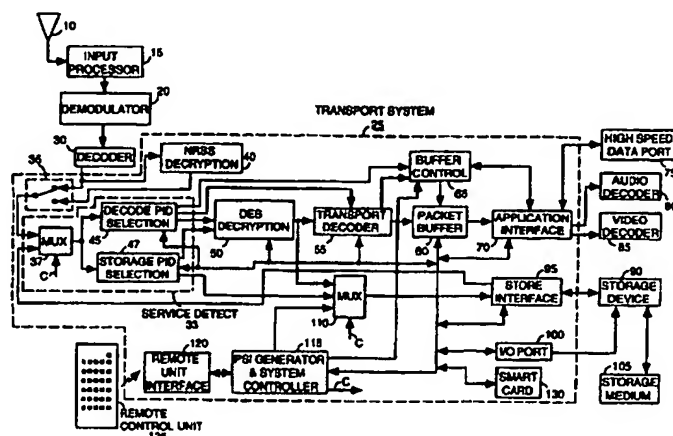 10
INPUT
PROCESSOR
15
DEMODULATOR
20
TRANSPORT SYSTEM
25
30
DECODER
35
NRSS
DECRYPTION
40
BUFFER
CONTROL
65
HIGH SPEED
DATA PORT
75
AUDIO
DECODER
80
VIDEO
DECODER
85
MUX
37
C
DECODE PID
SELECTION
45
47
STORAGE PID
SELECTION
DES
DECRYPTION
50
TRANSPORT
DECODER
55
PACKET
BUFFER
60
APPLICATION
INTERFACE
70
SERVICE DETECT
33
MUX
110
C
STORE
INTERFACE
95
90
STORAGE
DEVICE
I/O PORT
100
105
STORAGE
MEDIUM
REMOTE
UNIT
INTERFACE
120
115
PSI GENERATOR
& SYSTEM
CONTROLLER
C
SMART
CARD
130
REMOTE
CONTROL UNIT